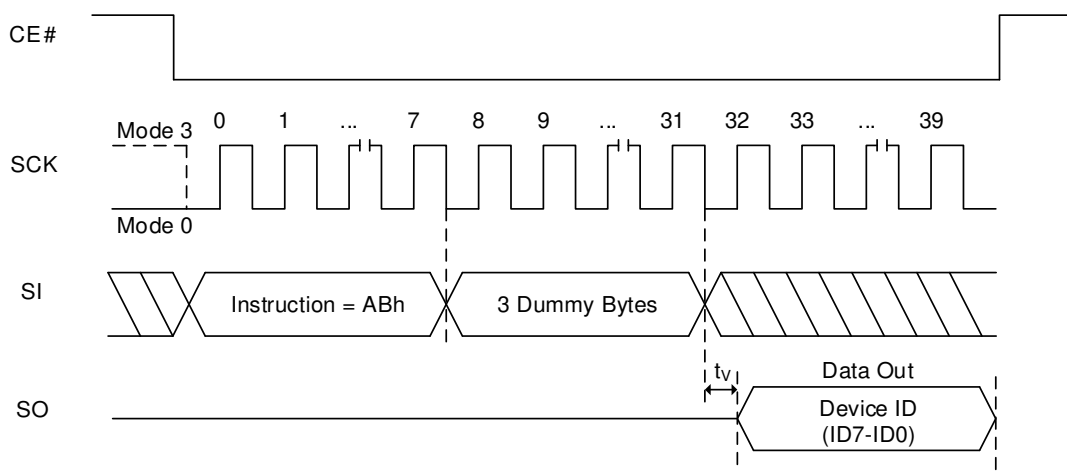 CE#
Mode 3
0 1 ... 7 8 9 ... 31 32 33 ... 39
SCK
Mode 0
SI
Instruction = ABh
3 Dummy Bytes
tV
Data Out
SO
Device ID
(ID7-ID0)